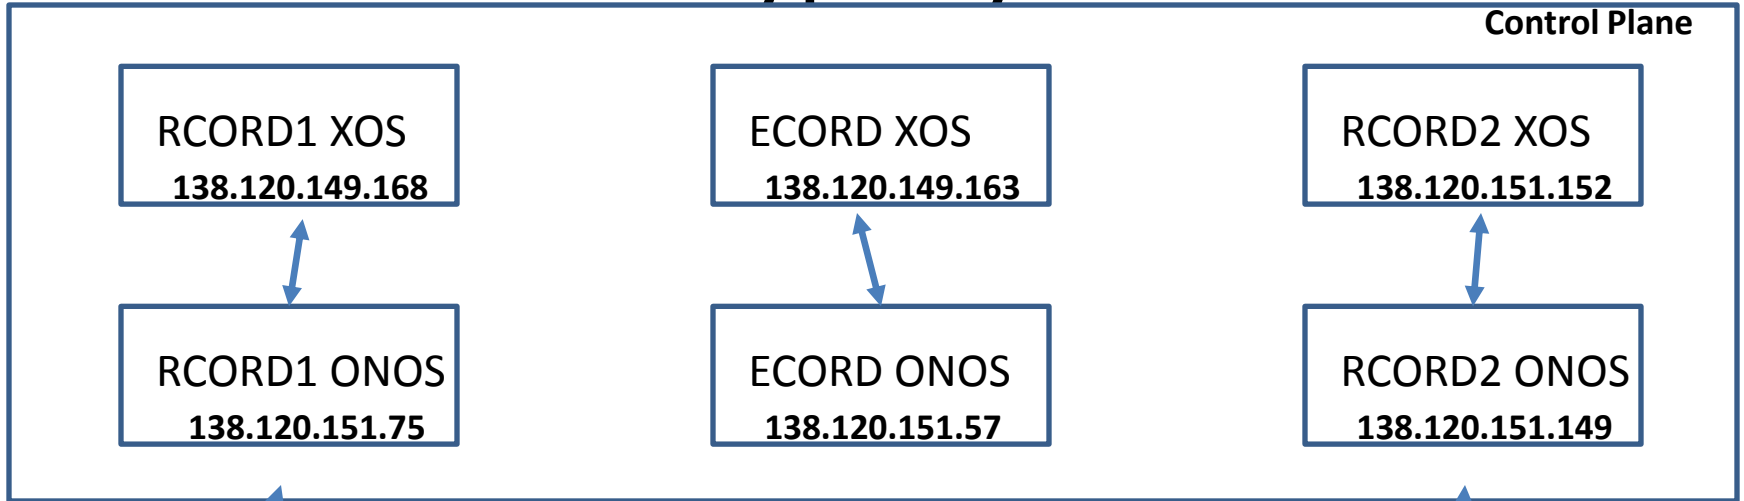 Control Plane
RCORD1 XOS
138.120.149.168
ECORD XOS
138.120.149.163
RCORD2 XOS
138.120.151.152
RCORD1 ONOS
138.120.151.75
ECORD ONOS
138.120.151.57
RCORD2 ONOS
138.120.151.149